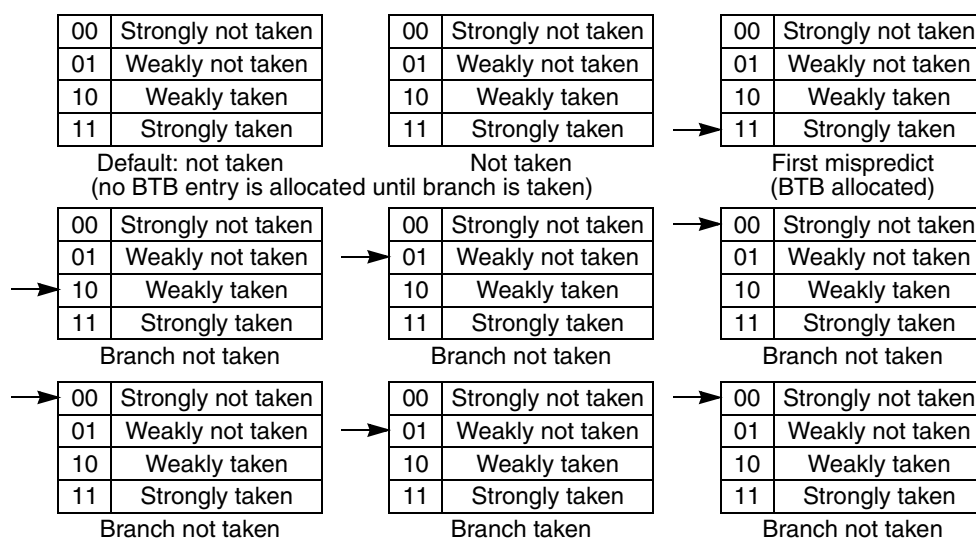 00 Strongly not taken 00 Strongly not taken 00 Strongly not taken
01 Weakly not taken 01 Weakly not taken 01 Weakly not taken
10 Weakly taken 10 Weakly taken 10 Weakly taken
11 Strongly taken 11 Strongly taken 11 Strongly taken
Default: not taken Not taken First mispredict
(no BTB entry is allocated until branch is taken) (BTB allocated)
00 Strongly not taken 00 Strongly not taken 00 Strongly not taken
01 Weakly not taken 01 Weakly not taken 01 Weakly not taken
10 Weakly taken 10 Weakly taken 10 Weakly taken
11 Strongly taken 11 Strongly taken 11 Strongly taken
Branch not taken Branch not taken Branch not taken
00 Strongly not taken 00 Strongly not taken 00 Strongly not taken
01 Weakly not taken 01 Weakly not taken 01 Weakly not taken
10 Weakly taken 10 Weakly taken 10 Weakly taken
11 Strongly taken 11 Strongly taken 11 Strongly taken
Branch not taken Branch taken Branch not taken